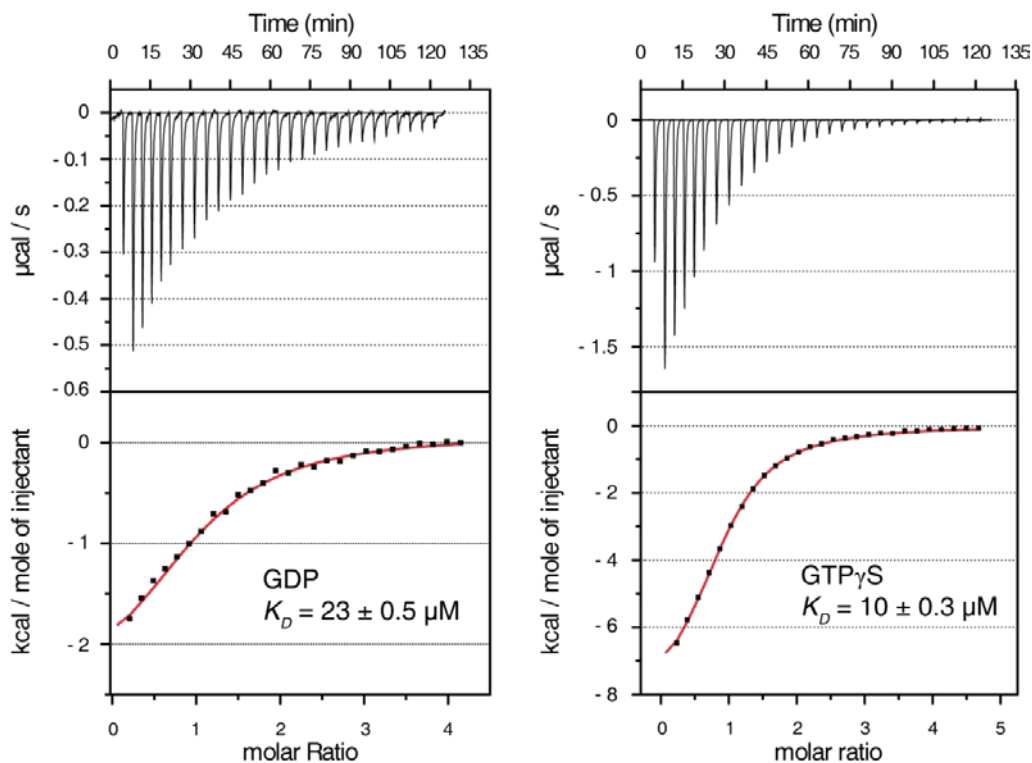 Time (min)
0 15 30 45 60 75 90 105 120 135
0
- 0.1
- 0.2
- 0.3
- 0.4
- 0.5
- 0.6
µcal / s
0
- 1
- 2
kcal / mole of injectant
GDP
K_D = 23 ± 0.5 µM
0 1 2 3 4
molar Ratio
Time (min)
0 15 30 45 60 75 90 105 115 135
0
- 0.5
- 1
- 1.5
µcal / s
0
- 2
- 4
- 6
- 8
kcal / mole of injectant
GTPγS
K_D = 10 ± 0.3 µM
0 1 2 3 4 5
molar ratio